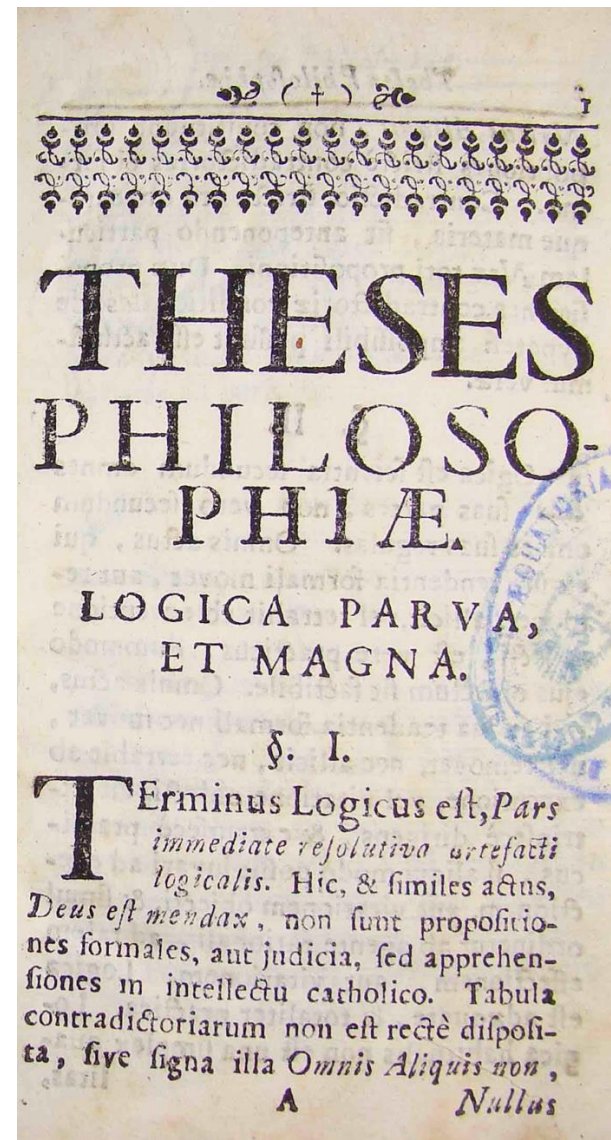 ( † ) 1
THESES
PHILOSO-
PHIÆ.
LOGICA PARVA,
ET MAGNA.
§. I.
TErminus Logicus eſt, Pars
immediate reſolutiva artefacti
logicalis. Hic, & ſimiles actus,
Deus eſt mendax, non ſunt propoſitio-
nes formales, aut judicia, ſed apprehen-
ſiones in intellectu catholico. Tabula
contradictoriarum non eſt rectè diſpoſi-
ta, ſive ſigna illa Omnis Aliquis non,
A Nullus